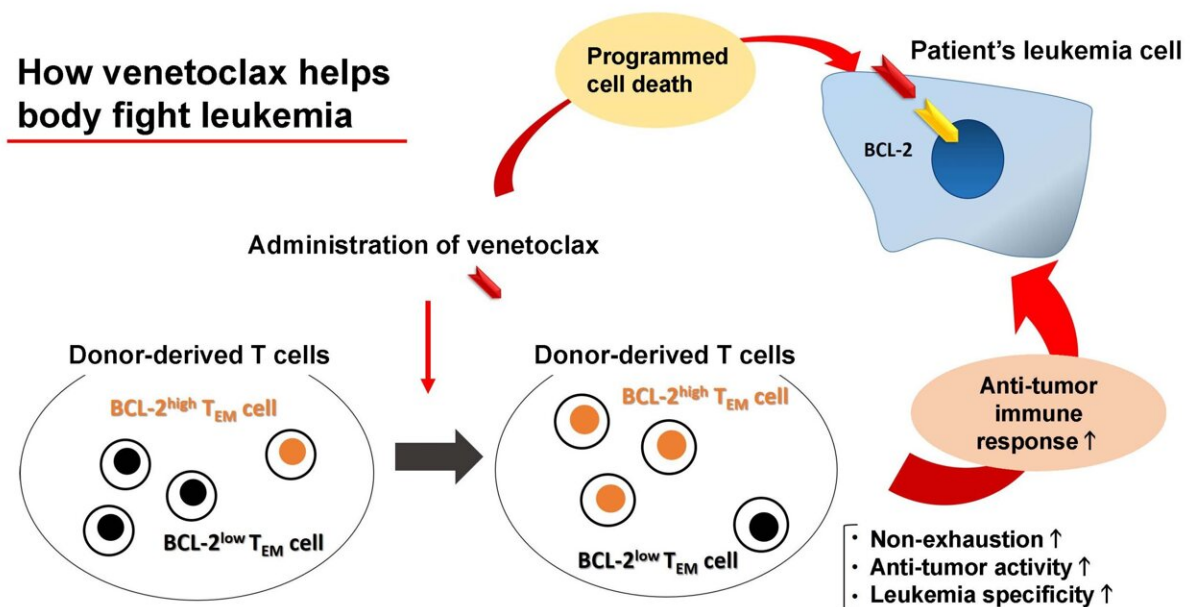 How venetoclax helps
body fight leukemia
Programmed
cell death
Patient's leukemia cell
BCL-2
Administration of venetoclax
Donor-derived T cells
BCL-2high TEM cell
BCL-2low TEM cell
Donor-derived T cells
BCL-2high TEM cell
BCL-2low TEM cell
Anti-tumor
immune
response ↑
· Non-exhaustion ↑
· Anti-tumor activity ↑
· Leukemia specificity ↑